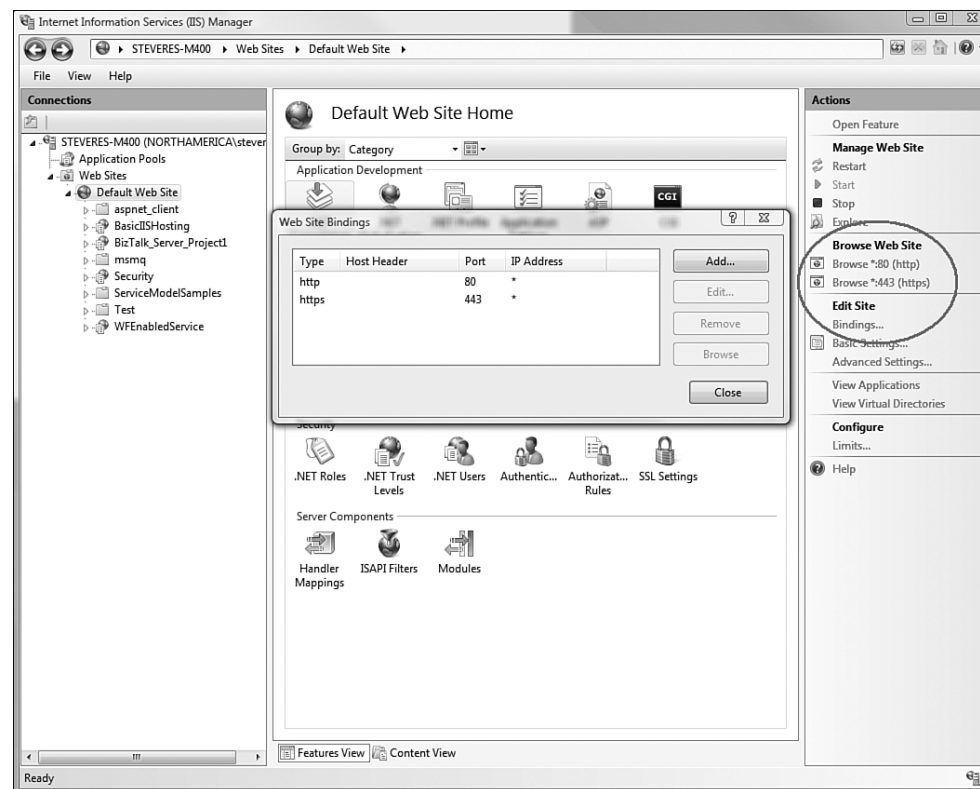 Internet Information Services (IIS) Manager
STEVERES-M400 Web Sites Default Web Site
File View Help
Connections
STEVERES-M400 (NORTHAMERICA\stever
Application Pools
Web Sites
Default Web Site
aspnet_client
BasicIISHosting
BizTalk_Server_Project1
msmq
Security
ServiceModelSamples
Test
WFEnabledService
Default Web Site Home
Group by: Category
Application Development
CGI
Web Site Bindings
Type Host Header Port IP Address
http 80 *
https 443 *
Add...
Edit...
Remove
Browse
Close
Security
.NET Roles
.NET Trust
Levels
.NET Users
Authentic...
Authorizat...
Rules
SSL Settings
Server Components
Handler
Mappings
ISAPI Filters
Modules
Features View Content View
Actions
Open Feature
Manage Web Site
Restart
Start
Stop
Explore
Browse Web Site
Browse *:80 (http)
Browse *:443 (https)
Edit Site
Bindings...
Basic Settings...
Advanced Settings...
View Applications
View Virtual Directories
Configure
Limits...
Help
Ready